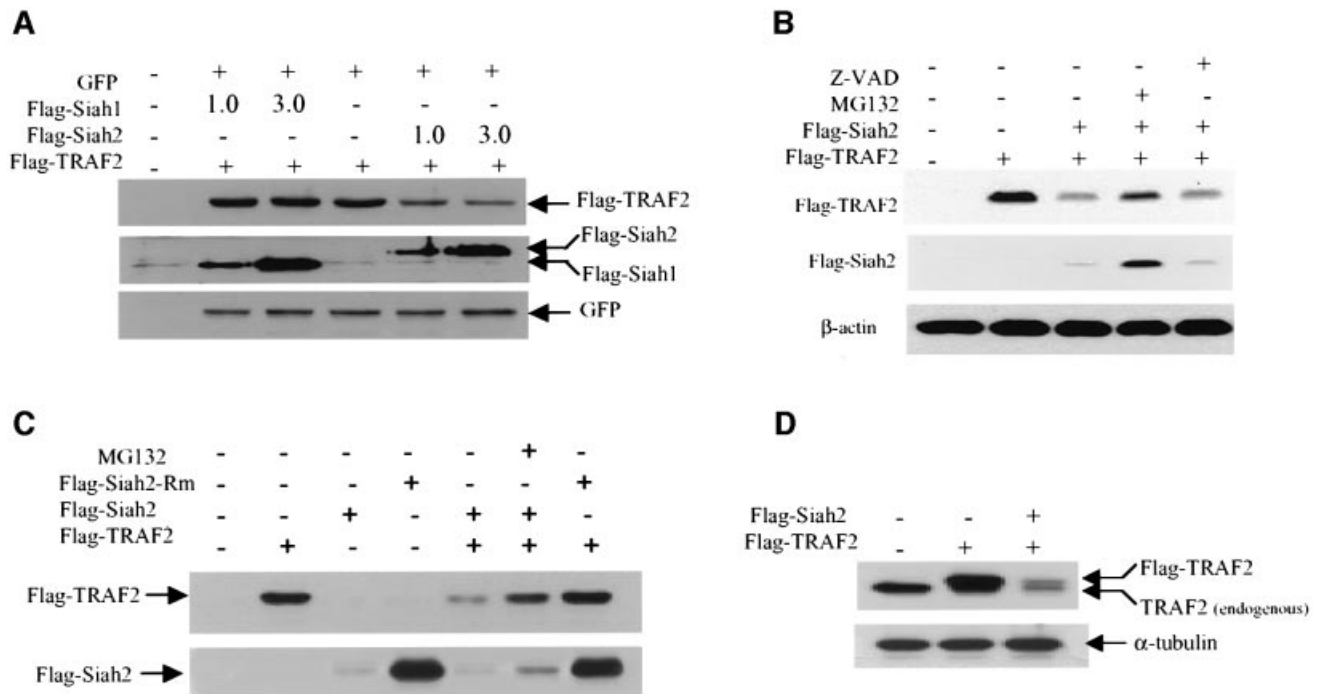 A
GFP - + + + + +
Flag-Siah1 - 1.0 3.0 - - -
Flag-Siah2 - - - - 1.0 3.0
Flag-TRAF2 - + + + + +
Flag-TRAF2
Flag-Siah2
Flag-Siah1
GFP
B
Z-VAD - - - - +
MG132 - - - + -
Flag-Siah2 - - + + +
Flag-TRAF2 - + + + +
Flag-TRAF2
Flag-Siah2
β-actin
C
MG132 - - - - - + -
Flag-Siah2-Rm - - - + - - +
Flag-Siah2 - - + - + + -
Flag-TRAF2 - + - - + + +
Flag-TRAF2
Flag-Siah2
D
Flag-Siah2 - - +
Flag-TRAF2 - + +
Flag-TRAF2
TRAF2 (endogenous)
α-tubulin